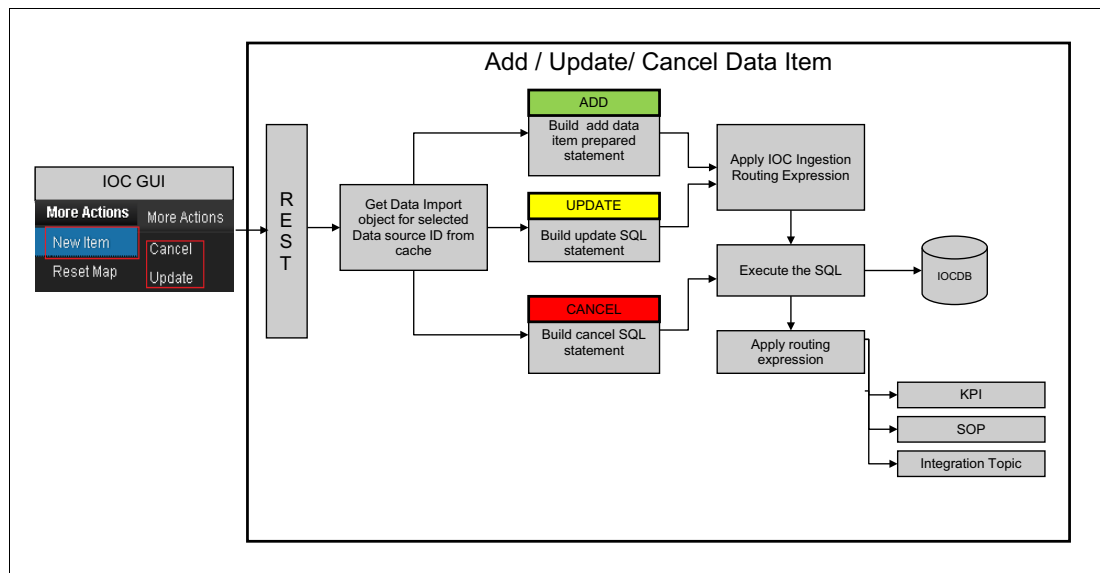 Add / Update/ Cancel Data Item
IOC GUI
More Actions
New Item
Reset Map
More Actions
Cancel
Update
R
E
S
T
Get Data Import
object for selected
Data source ID from
cache
ADD
Build add data
item prepared
statement
UPDATE
Build update SQL
statement
CANCEL
Build cancel SQL
statement
Apply IOC Ingestion
Routing Expression
Execute the SQL
IOCDB
Apply routing
expression
KPI
SOP
Integration Topic